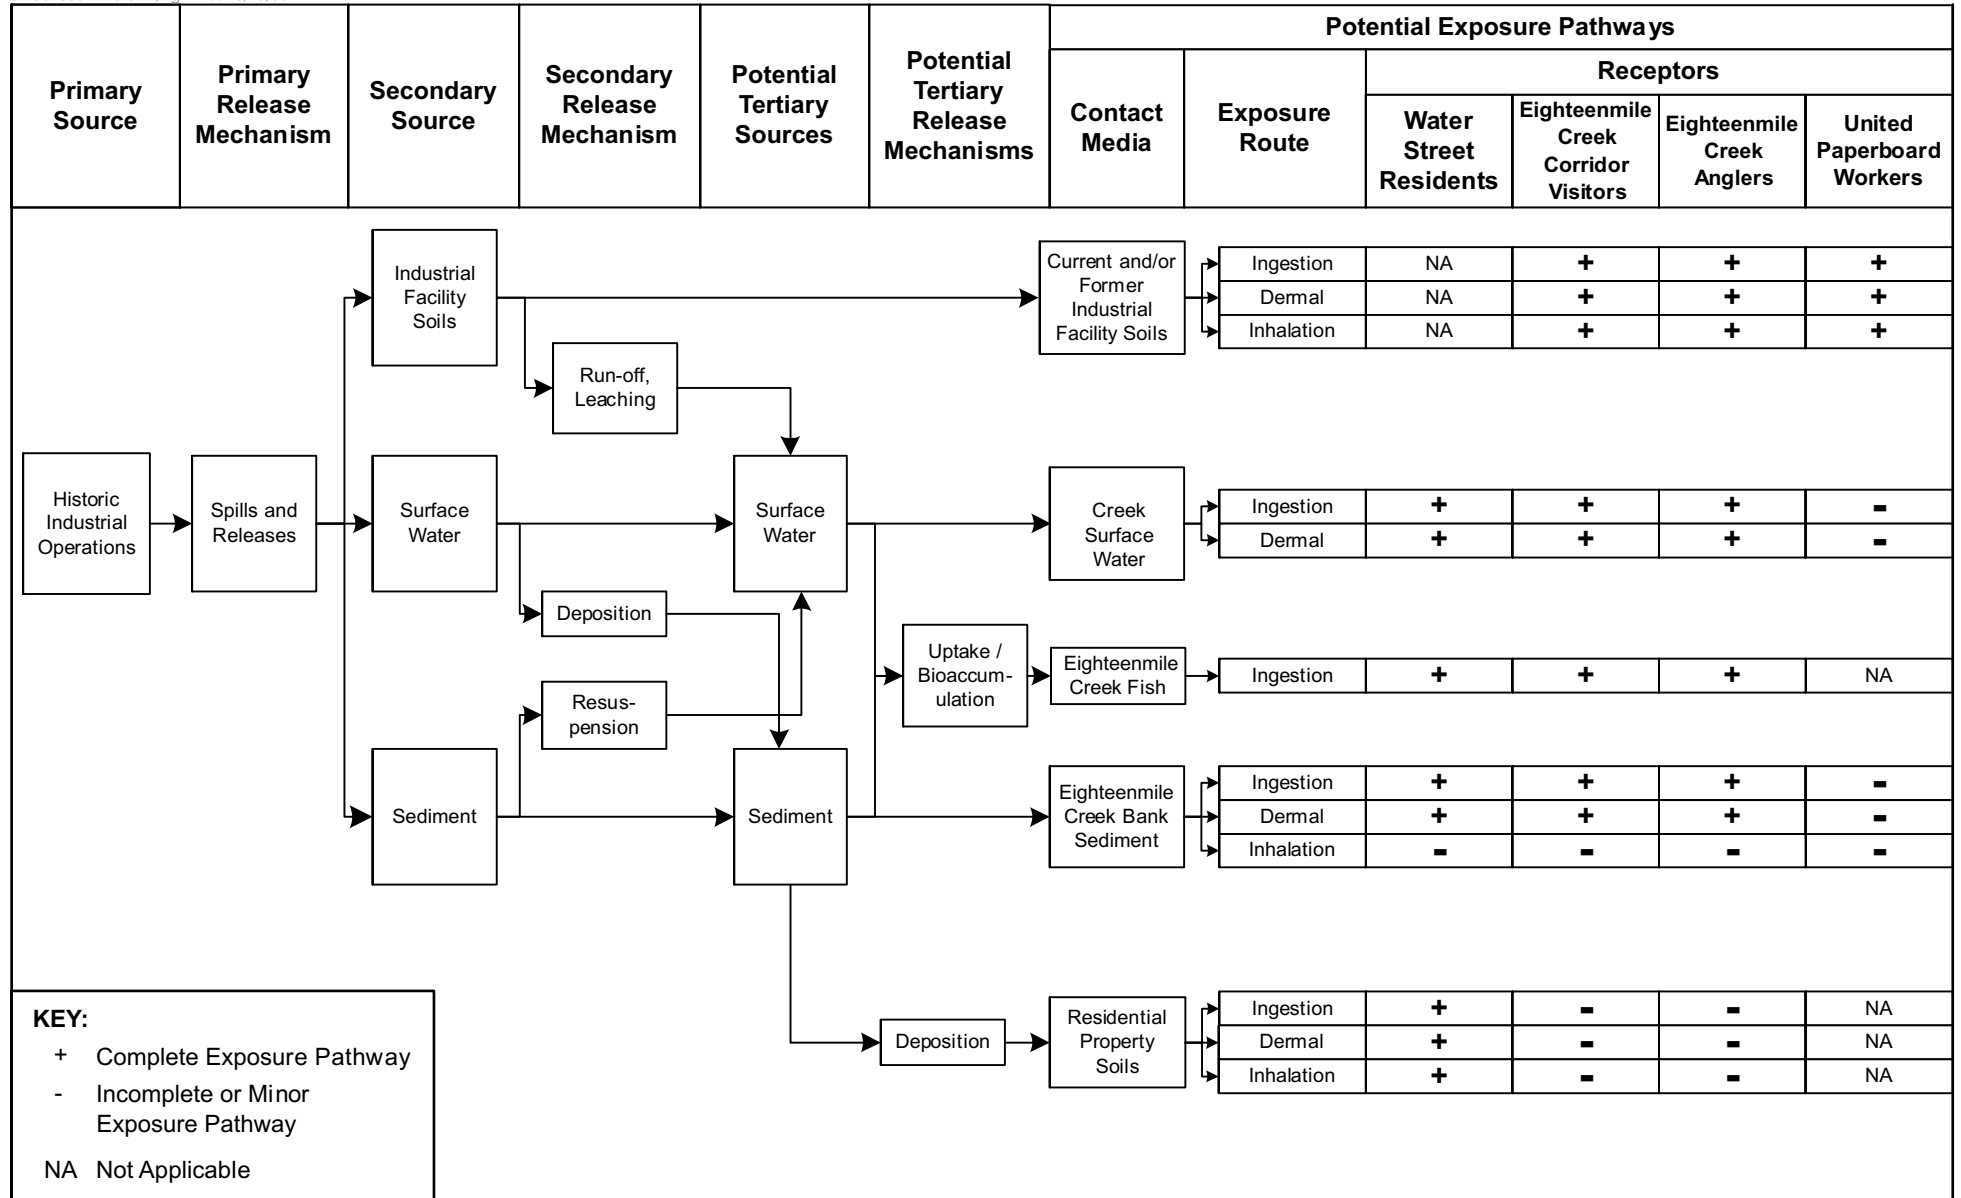 Potential Exposure Pathways
Primary
Source
Primary
Release
Mechanism
Secondary
Source
Secondary
Release
Mechanism
Potential
Tertiary
Sources
Potential
Tertiary
Release
Mechanisms
Contact
Media
Exposure
Route
Receptors
Water
Street
Residents
Eighteenmile
Creek
Corridor
Visitors
Eighteenmile
Creek
Anglers
United
Paperboard
Workers
Historic
Industrial
Operations
Spills and
Releases
Industrial
Facility
Soils
Run-off,
Leaching
Current and/or
Former
Industrial
Facility Soils
Ingestion NA + + +
Dermal NA + + +
Inhalation NA + + +
Surface
Water
Deposition
Surface
Water
Creek
Surface
Water
Ingestion + + + -
Dermal + + + -
Uptake /
Bioaccum-
ulation
Eighteenmile
Creek Fish
Ingestion + + + NA
Resus-
pension
Sediment
Sediment
Eighteenmile
Creek Bank
Sediment
Ingestion + + + -
Dermal + + + -
Inhalation - - - -
Deposition
Residential
Property
Soils
Ingestion + - - NA
Dermal + - - NA
Inhalation + - - NA
KEY:
+ Complete Exposure Pathway
- Incomplete or Minor
Exposure Pathway
NA Not Applicable